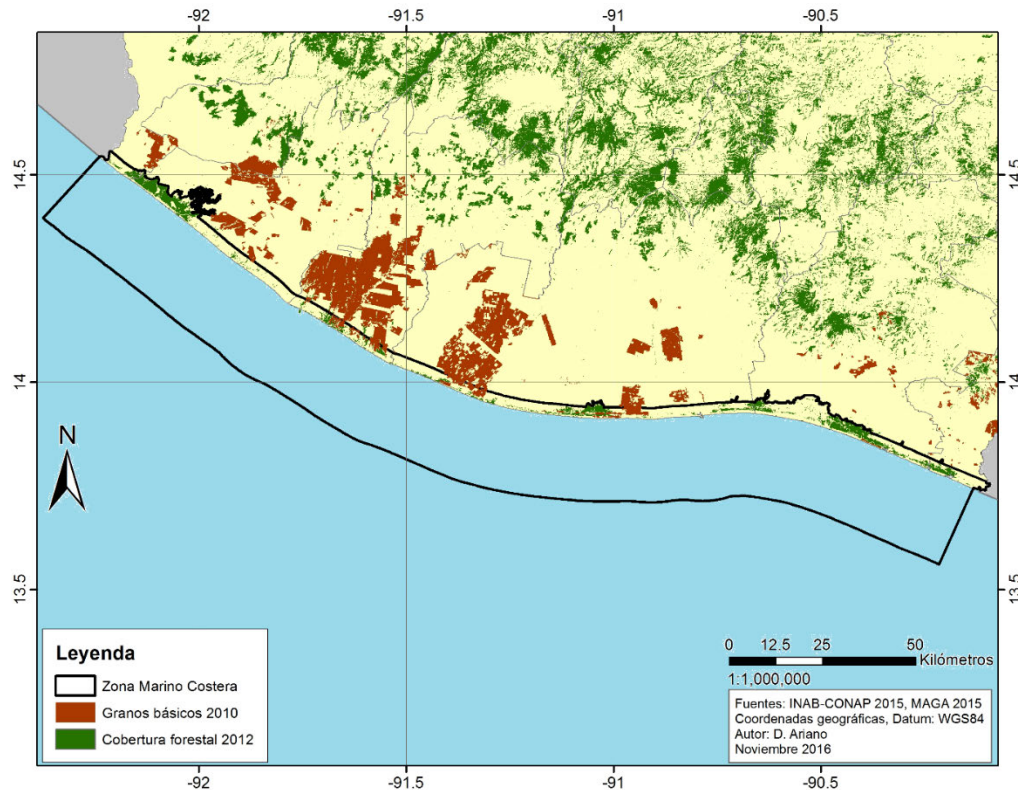 -92 -91.5 -91 -90.5
14.5 14.5
14 14
13.5 13.5
N
Leyenda
Zona Marino Costera
Granos básicos 2010
Cobertura forestal 2012
0 12.5 25 50
Kilómetros
1:1,000,000
Fuentes: INAB-CONAP 2015, MAGA 2015
Coordenadas geográficas, Datum: WGS84
Autor: D. Ariano
Noviembre 2016
-92 -91.5 -91 -90.5